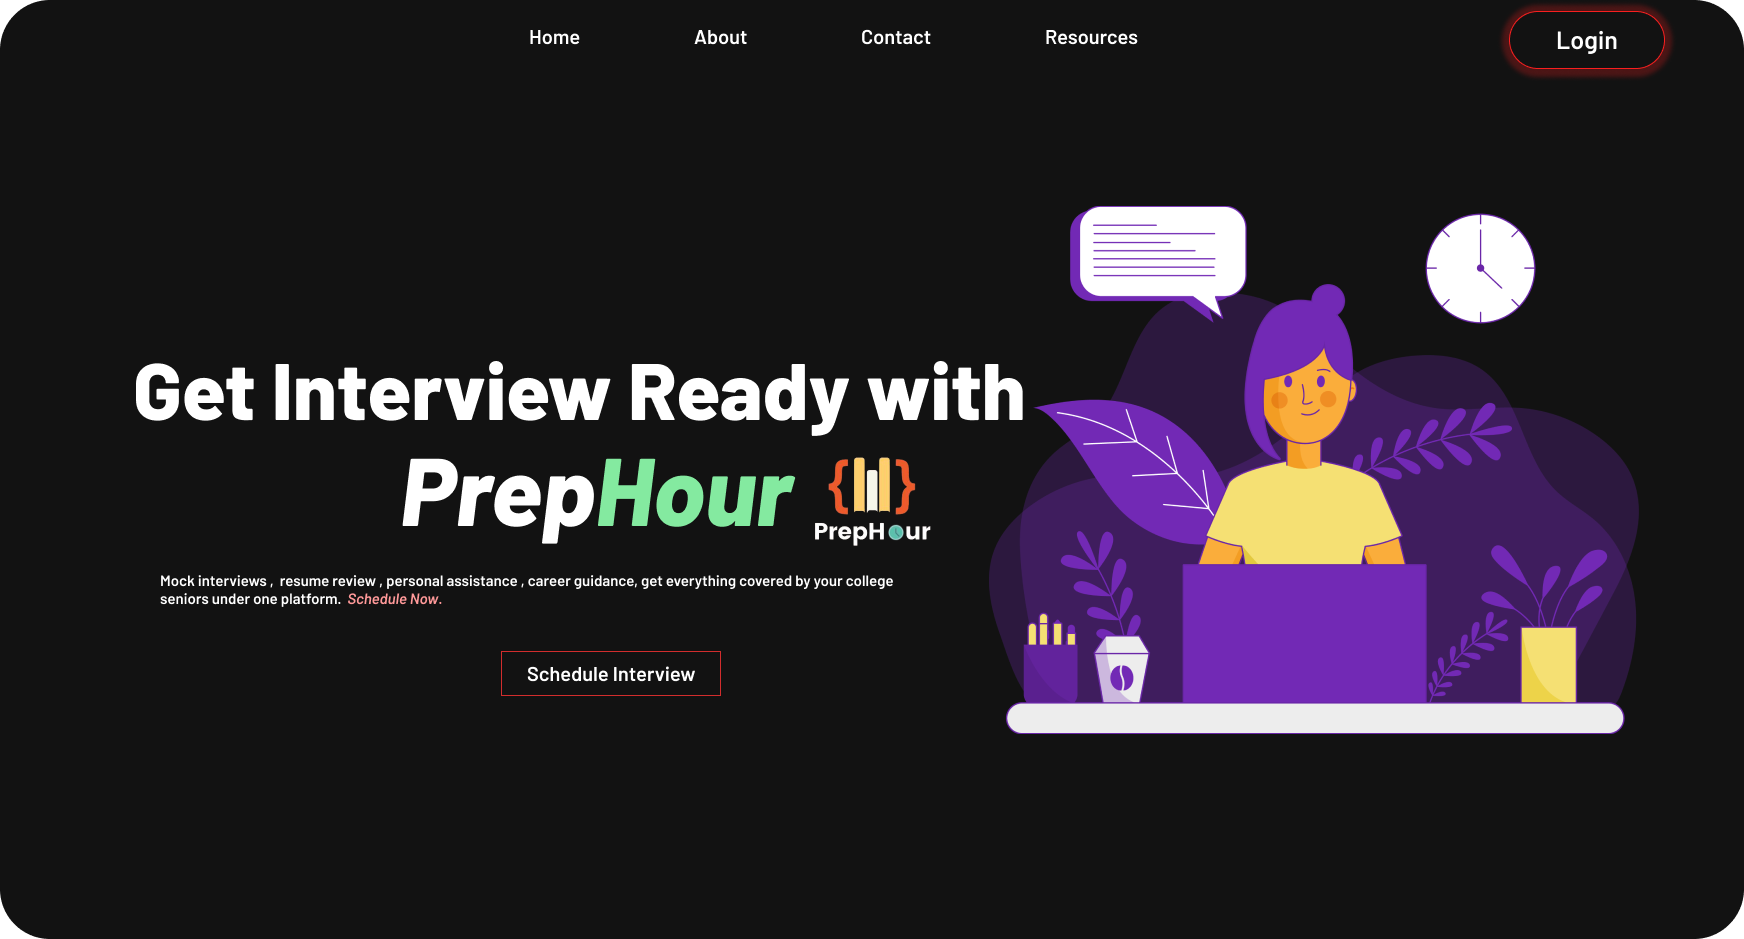 Home About Contact Resources Login
Get Interview Ready with
PrepHour
PrepHour
Mock interviews ,  resume review , personal assistance , career guidance, get everything covered by your college
seniors under one platform.  Schedule Now.
Schedule Interview